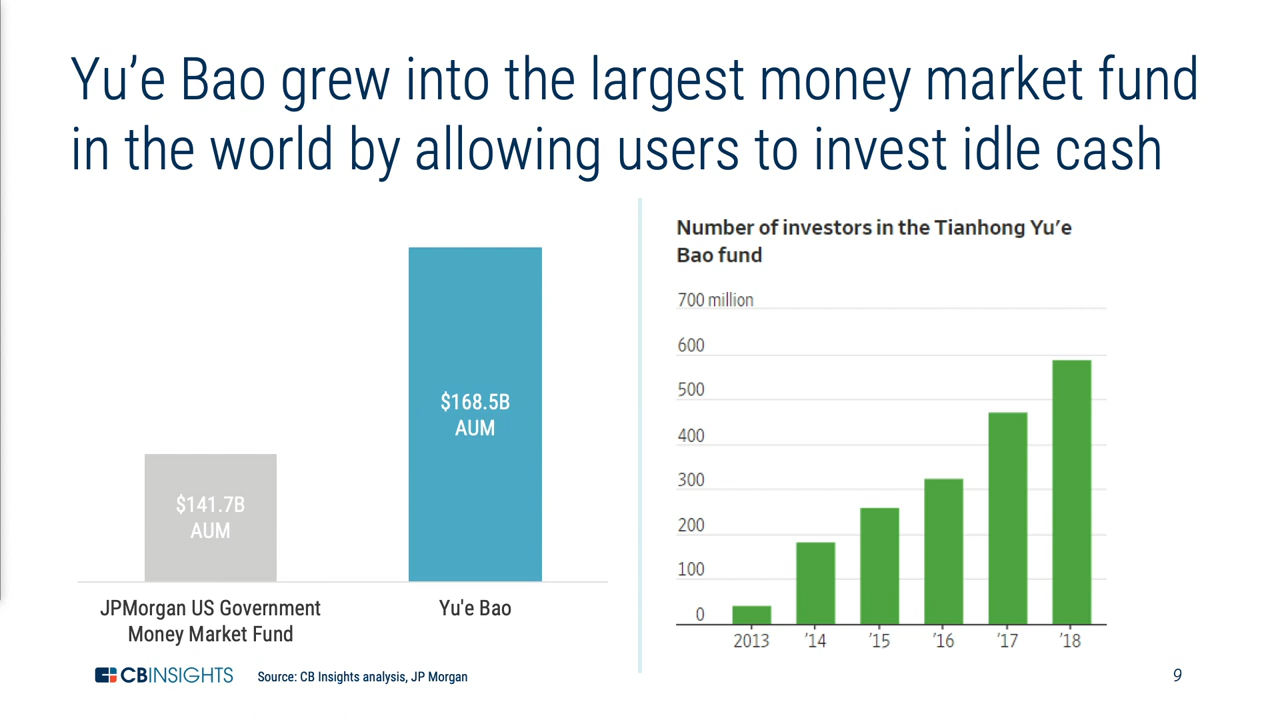 Yu’e Bao grew into the largest money market fund
in the world by allowing users to invest idle cash
$141.7B
AUM
$168.5B
AUM
JPMorgan US Government
Money Market Fund
Yu'e Bao
Number of investors in the Tianhong Yu’e
Bao fund
700 million
600
500
400
300
200
100
0
2013 ’14 ’15 ’16 ’17 ’18
CBINSIGHTS
Source: CB Insights analysis, JP Morgan
9